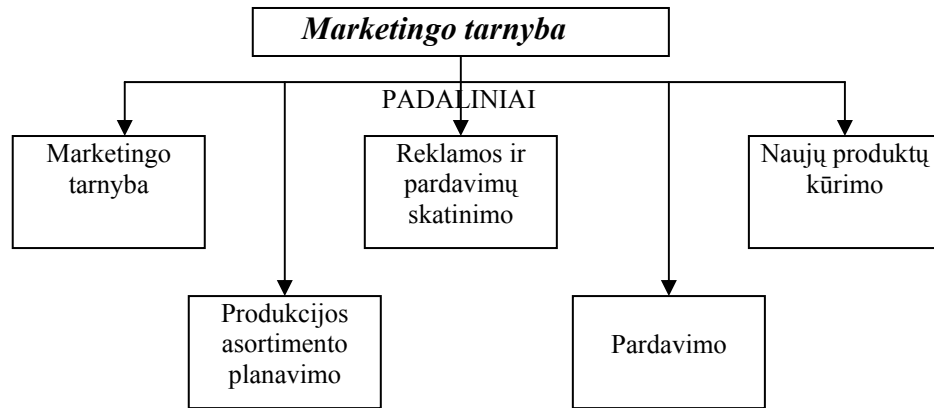 Marketingo tarnyba
PADALINIAI
Marketingo
tarnyba
Reklamos ir
pardavimų
skatinimo
Naujų produktų
kūrimo
Produkcijos
asortimento
planavimo
Pardavimo